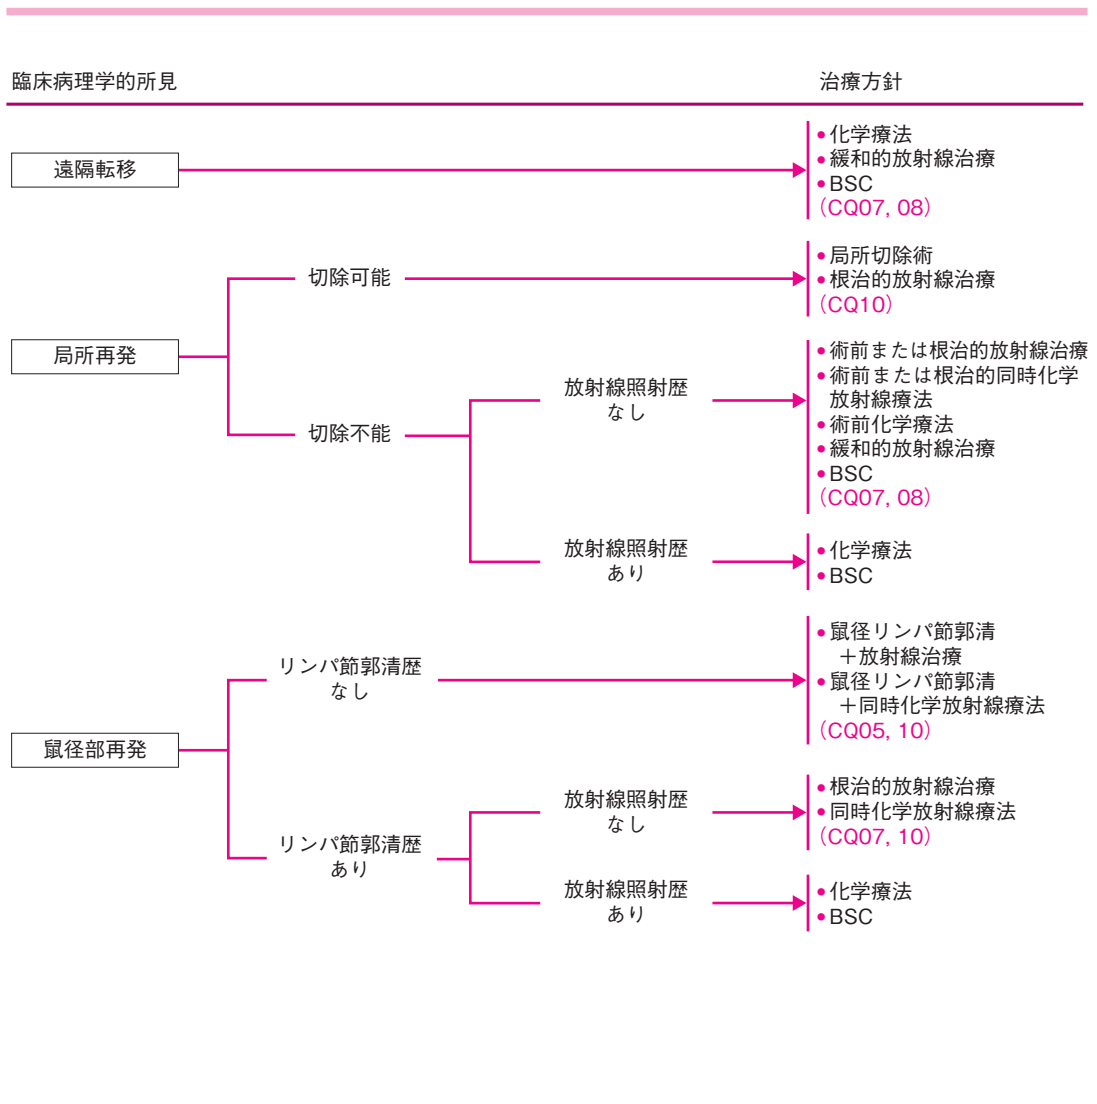 臨床病理学的所見
治療方針
遠隔転移
•化学療法
•緩和的放射線治療
•BSC
(CQ07, 08)
局所再発
切除可能
•局所切除術
•根治的放射線治療
(CQ10)
切除不能
放射線照射歴
なし
•術前または根治的放射線治療
•術前または根治的同時化学
放射線療法
•術前化学療法
•緩和的放射線治療
•BSC
(CQ07, 08)
放射線照射歴
あり
•化学療法
•BSC
鼠径部再発
リンパ節郭清歴
なし
•鼠径リンパ節郭清
＋放射線治療
•鼠径リンパ節郭清
＋同時化学放射線療法
(CQ05, 10)
リンパ節郭清歴
あり
放射線照射歴
なし
•根治的放射線治療
•同時化学放射線療法
(CQ07, 10)
放射線照射歴
あり
•化学療法
•BSC